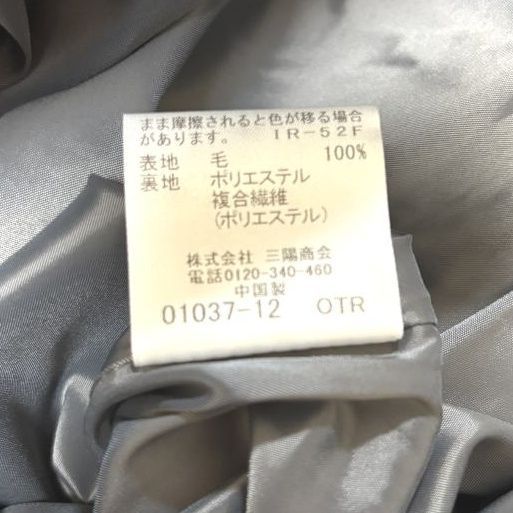 まま摩擦されると色が移る場合
があります。 IR-52F
表地 毛 100%
裏地 ポリエステル
複合繊維
(ポリエステル)
株式会社 三陽商会
電話0120-340-460
中国製
01037-12 OTR